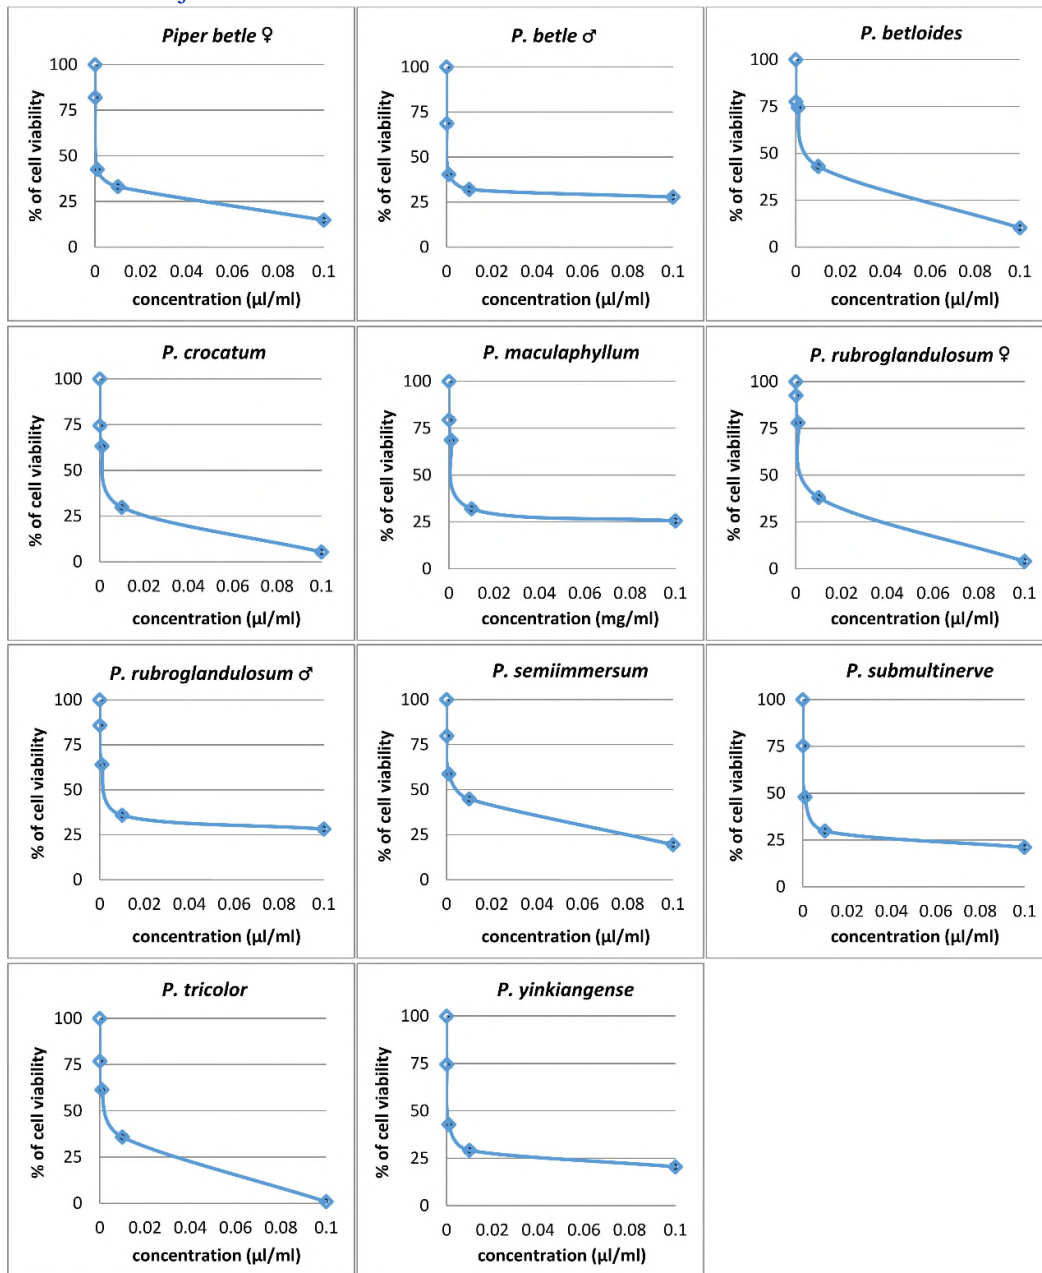 Piper betle ♀
% of cell viability
100
75
50
25
0
0 0.02 0.04 0.06 0.08 0.1
concentration (µl/ml)
P. betle ♂
% of cell viability
100
75
50
25
0
0 0.02 0.04 0.06 0.08 0.1
concentration (µl/ml)
P. betloides
% of cell viability
100
75
50
25
0
0 0.02 0.04 0.06 0.08 0.1
concentration (µl/ml)
P. crocatum
% of cell viability
100
75
50
25
0
0 0.02 0.04 0.06 0.08 0.1
concentration (µl/ml)
P. maculaphyllum
% of cell viability
100
75
50
25
0
0 0.02 0.04 0.06 0.08 0.1
concentration (mg/ml)
P. rubroglandulosum ♀
% of cell viability
100
75
50
25
0
0 0.02 0.04 0.06 0.08 0.1
concentration (µl/ml)
P. rubroglandulosum ♂
% of cell viability
100
75
50
25
0
0 0.02 0.04 0.06 0.08 0.1
concentration (µl/ml)
P. semiimmersum
% of cell viability
100
75
50
25
0
0 0.02 0.04 0.06 0.08 0.1
concentration (µl/ml)
P. submultinerve
% of cell viability
100
75
50
25
0
0 0.02 0.04 0.06 0.08 0.1
concentration (µl/ml)
P. tricolor
% of cell viability
100
75
50
25
0
0 0.02 0.04 0.06 0.08 0.1
concentration (µl/ml)
P. yinkiangense
% of cell viability
100
75
50
25
0
0 0.02 0.04 0.06 0.08 0.1
concentration (µl/ml)